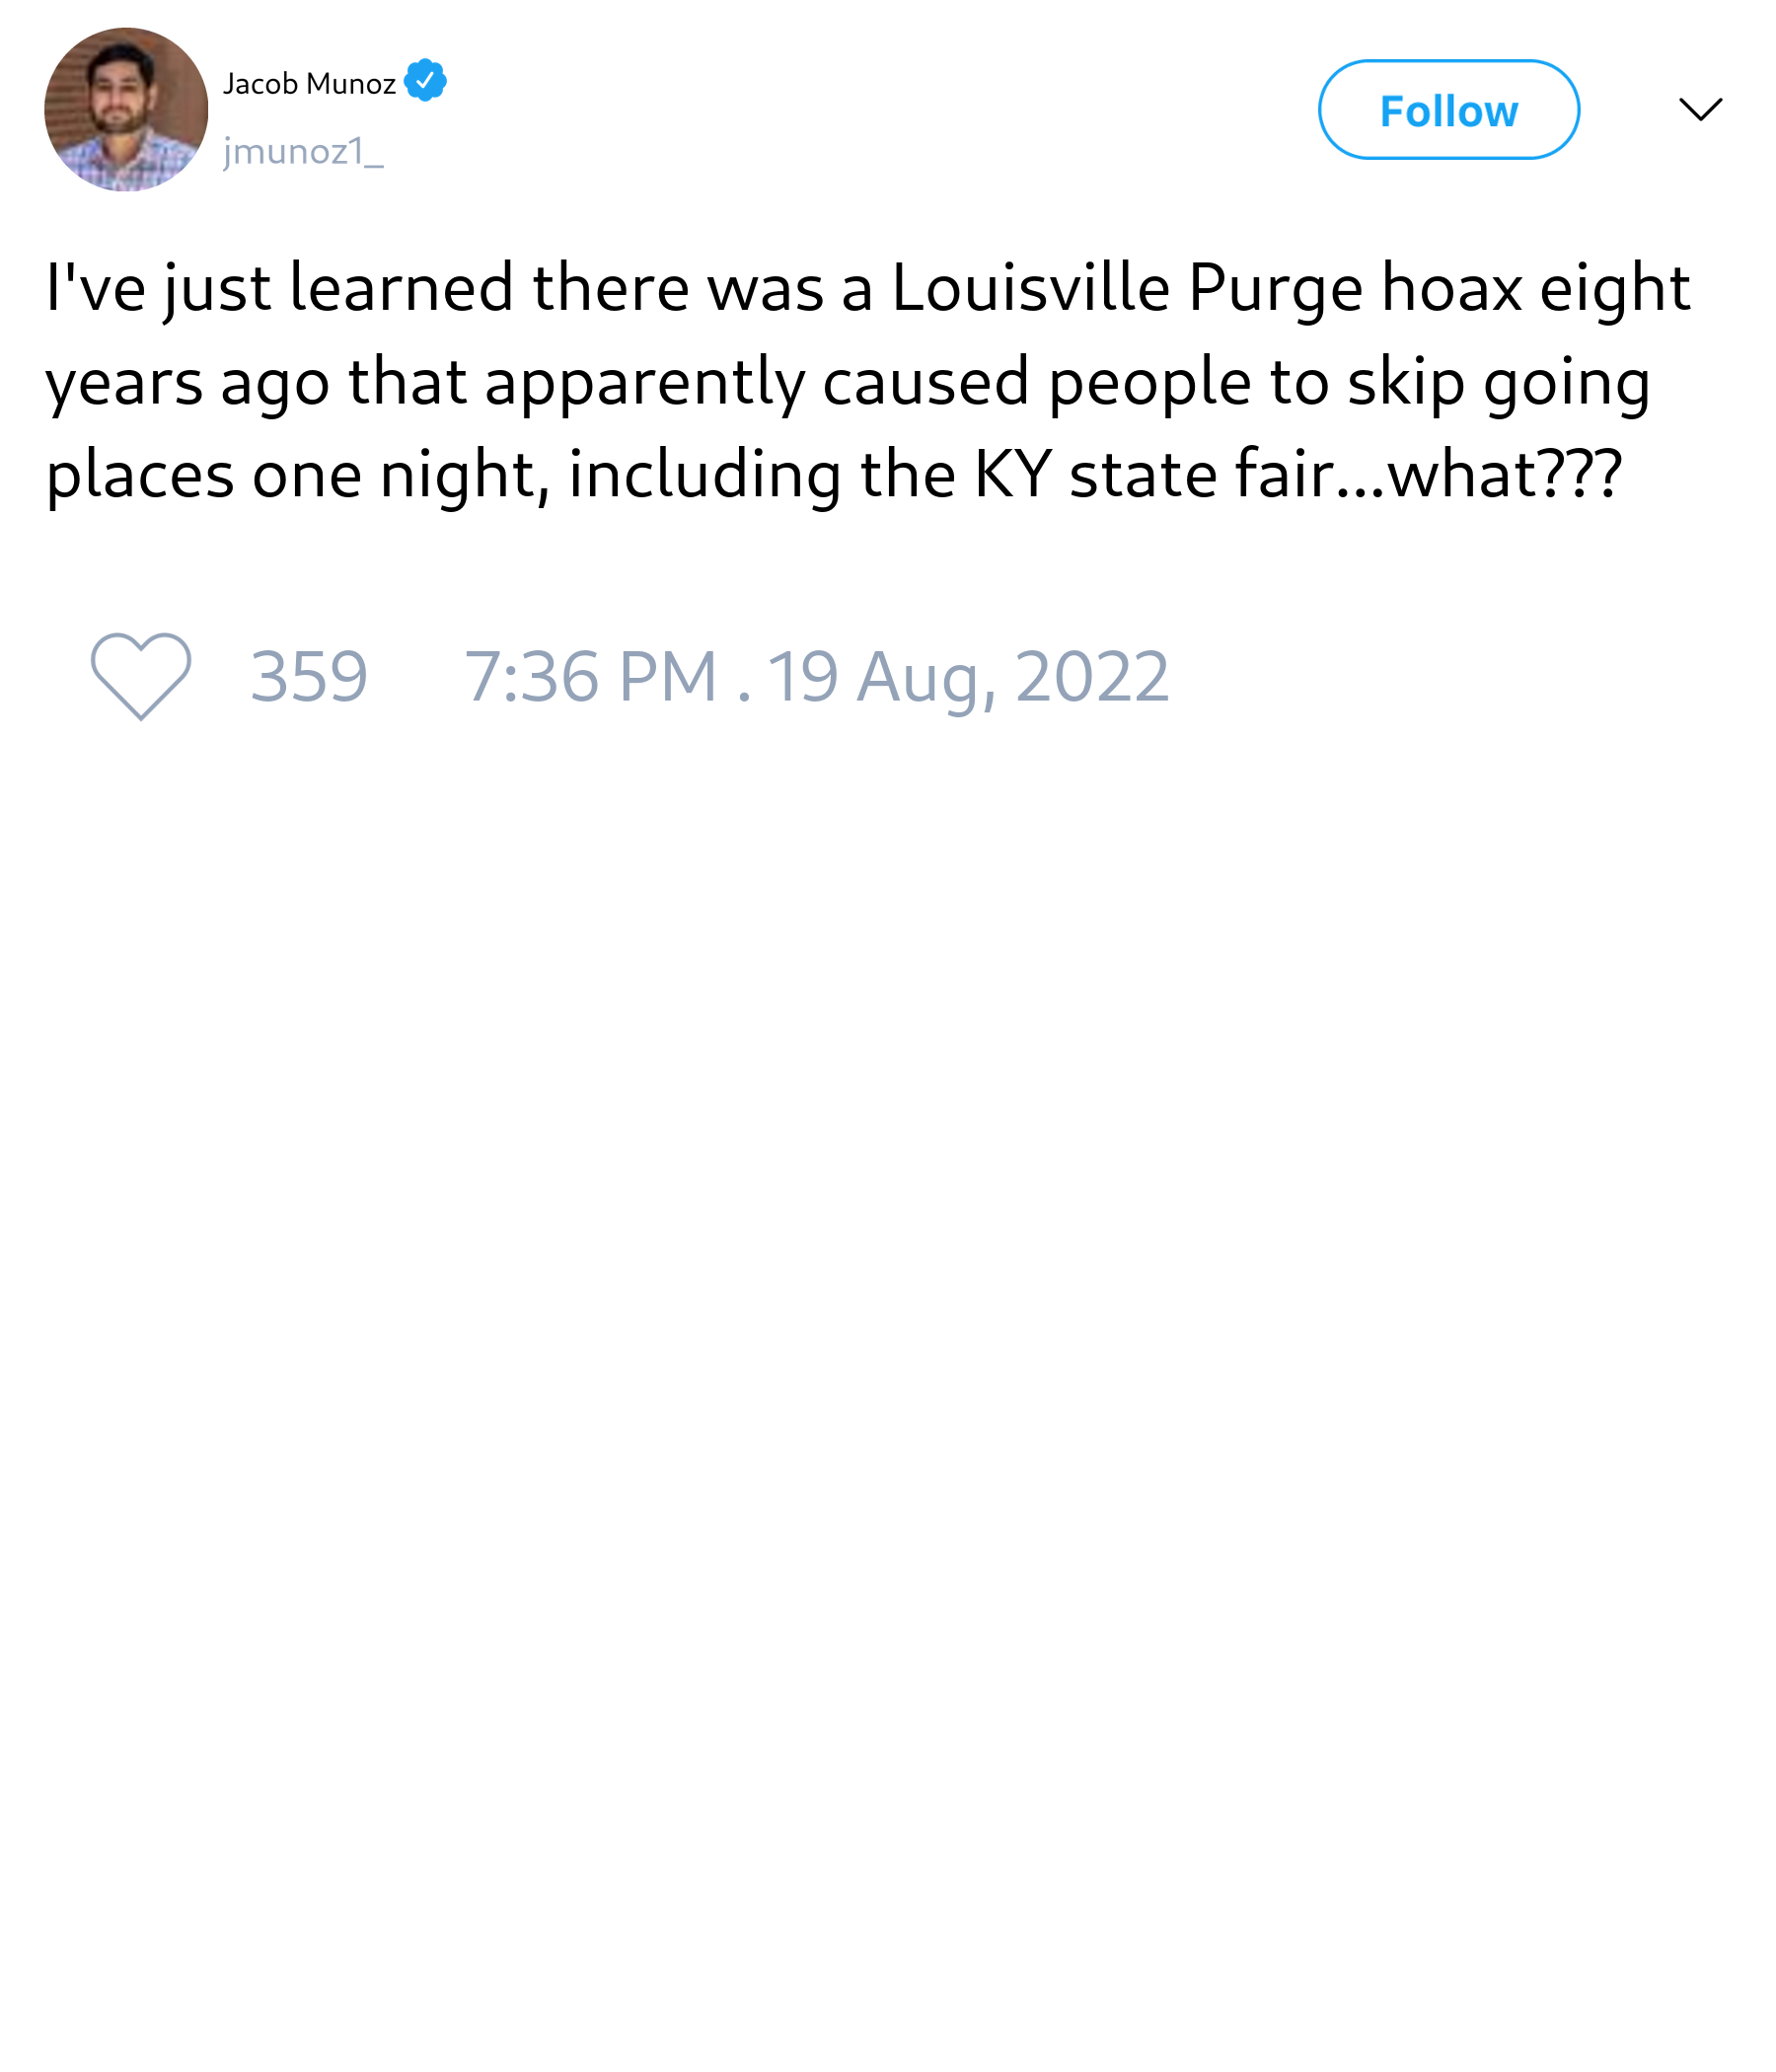 Jacob Munoz
jmunoz1_
Follow
I've just learned there was a Louisville Purge hoax eight
years ago that apparently caused people to skip going
places one night, including the KY state fair...what???
359 7:36 PM . 19 Aug, 2022